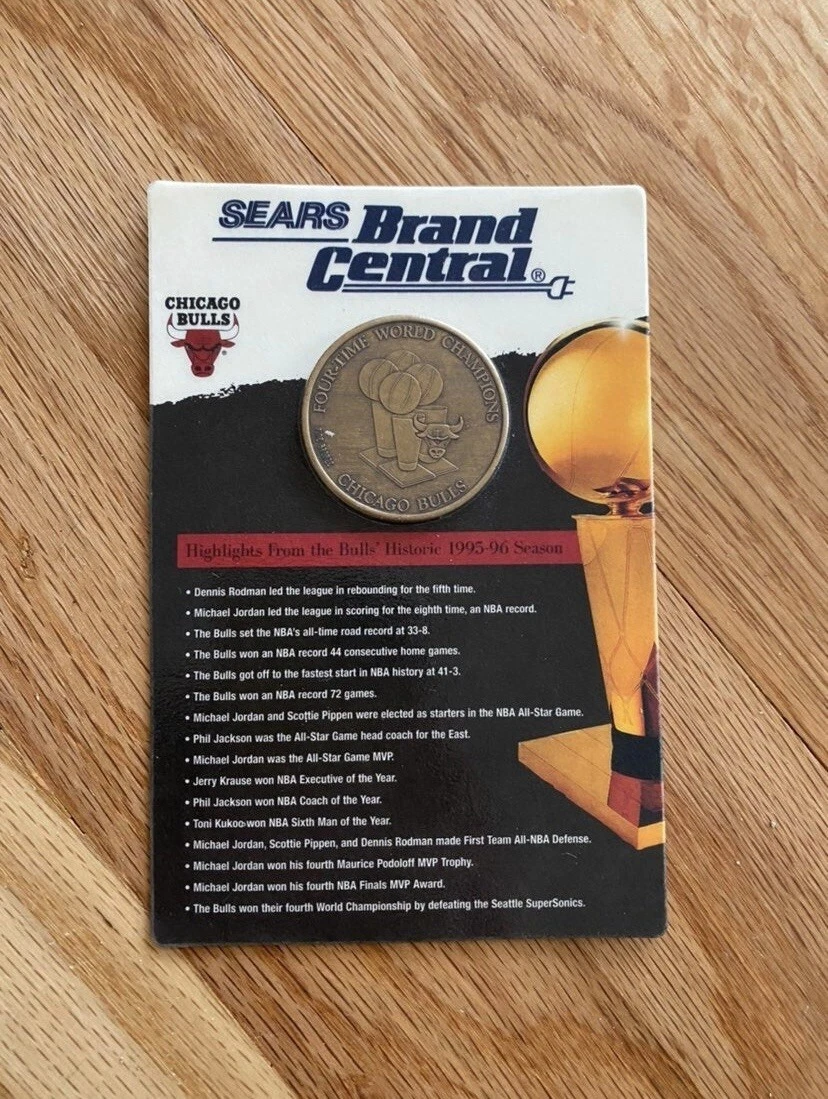 SEARS Brand
Central®
CHICAGO
BULLS
FOUR-TIME WORLD CHAMPIONS
CHICAGO BULLS
Highlights From the Bulls' Historic 1995-96 Season
• Dennis Rodman led the league in rebounding for the fifth time.
• Michael Jordan led the league in scoring for the eighth time, an NBA record.
• The Bulls set the NBA's all-time road record at 33-8.
• The Bulls won an NBA record 44 consecutive home games.
• The Bulls got off to the fastest start in NBA history at 41-3.
• The Bulls won an NBA record 72 games.
• Michael Jordan and Scottie Pippen were elected as starters in the NBA All-Star Game.
• Phil Jackson was the All-Star Game head coach for the East.
• Michael Jordan was the All-Star Game MVP.
• Jerry Krause won NBA Executive of the Year.
• Phil Jackson won NBA Coach of the Year.
• Toni Kukoc won NBA Sixth Man of the Year.
• Michael Jordan, Scottie Pippen, and Dennis Rodman made First Team All-NBA Defense.
• Michael Jordan won his fourth Maurice Podoloff MVP Trophy.
• Michael Jordan won his fourth NBA Finals MVP Award.
• The Bulls won their fourth World Championship by defeating the Seattle SuperSonics.